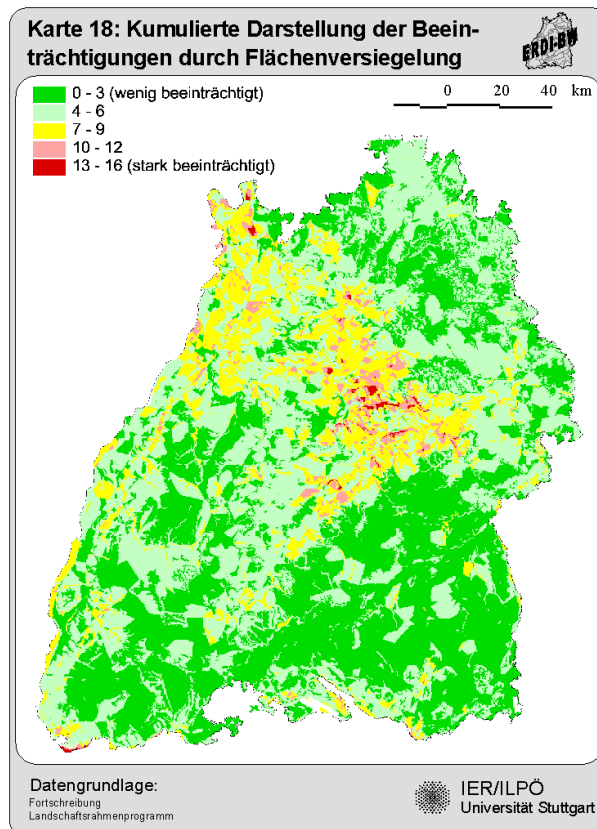 Karte 18: Kumulierte Darstellung der Beein-
trächtigungen durch Flächenversiegelung
ERDI-BW
0 - 3 (wenig beeinträchtigt)
4 - 6
7 - 9
10 - 12
13 - 16 (stark beeinträchtigt)
0 20 40 km
Datengrundlage:
Fortschreibung
Landschaftsrahmenprogramm
IER/ILPÖ
Universität Stuttgart